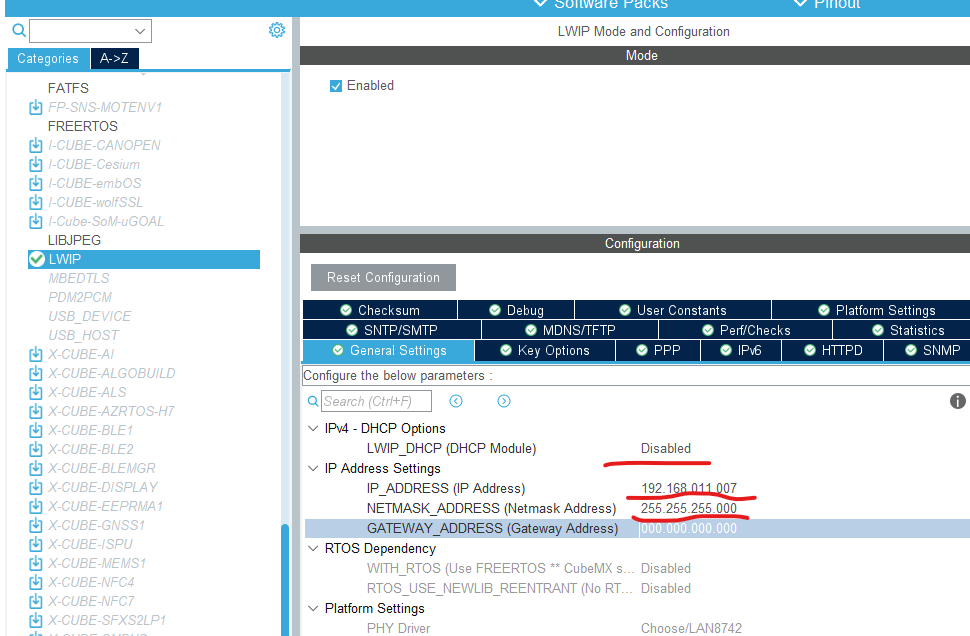 Software Packs
Pinout
LWIP Mode and Configuration
Categories
A->Z
Mode
Enabled
FATFS
FP-SNS-MOTENV1
FREERTOS
I-CUBE-CANOPEN
I-CUBE-Cesium
I-CUBE-embOS
I-CUBE-wolfSSL
I-Cube-SoM-uGOAL
LIBJPEG
LWIP
MBEDTLS
PDM2PCM
USB_DEVICE
USB_HOST
X-CUBE-AI
X-CUBE-ALGOBUILD
X-CUBE-ALS
X-CUBE-AZRTOS-H7
X-CUBE-BLE1
X-CUBE-BLE2
X-CUBE-BLEMGR
X-CUBE-DISPLAY
X-CUBE-EEPRMA1
X-CUBE-GNSS1
X-CUBE-ISPU
X-CUBE-MEMS1
X-CUBE-NFC4
X-CUBE-NFC7
X-CUBE-SFXS2LP1
Configuration
Reset Configuration
Checksum Debug User Constants Platform Settings
SNTP/SMTP MDNS/TFTP Perf/Checks Statistics
General Settings Key Options PPP IPv6 HTTPD SNMP
Configure the below parameters :
Search (Ctrl+F)
IPv4 - DHCP Options
LWIP_DHCP (DHCP Module) Disabled
IP Address Settings
IP_ADDRESS (IP Address) 192.168.011.007
NETMASK_ADDRESS (Netmask Address) 255.255.255.000
GATEWAY_ADDRESS (Gateway Address) 000.000.000.000
RTOS Dependency
WITH_RTOS (Use FREERTOS ** CubeMX s... Disabled
RTOS_USE_NEWLIB_REENTRANT (No RT... Disabled
Platform Settings
PHY Driver Choose/LAN8742